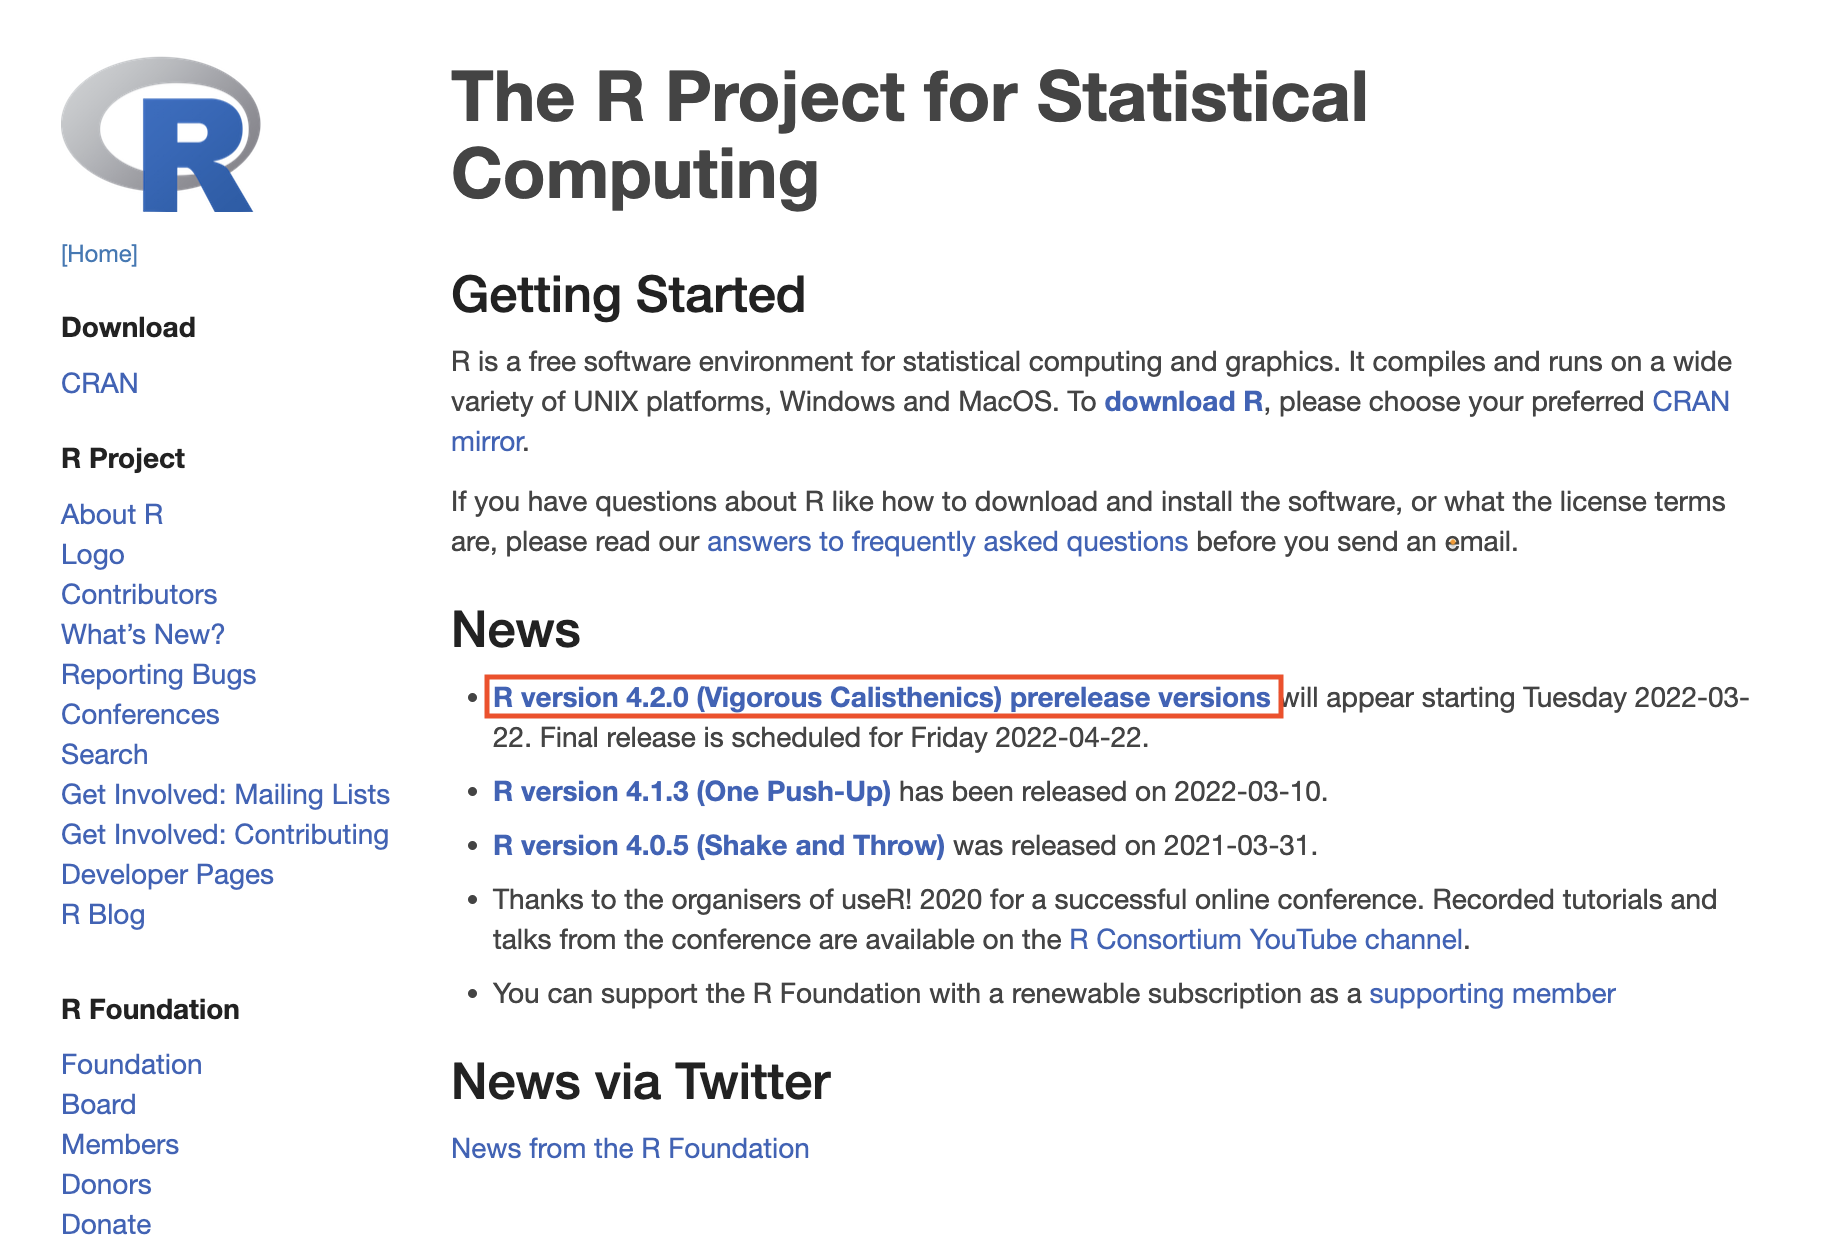 R
[Home]
Download
CRAN
R Project
About R
Logo
Contributors
What’s New?
Reporting Bugs
Conferences
Search
Get Involved: Mailing Lists
Get Involved: Contributing
Developer Pages
R Blog
R Foundation
Foundation
Board
Members
Donors
Donate
The R Project for Statistical
Computing
Getting Started
R is a free software environment for statistical computing and graphics. It compiles and runs on a wide
variety of UNIX platforms, Windows and MacOS. To download R, please choose your preferred CRAN
mirror.
If you have questions about R like how to download and install the software, or what the license terms
are, please read our answers to frequently asked questions before you send an email.
News
• R version 4.2.0 (Vigorous Calisthenics) prerelease versions will appear starting Tuesday 2022-03-
22. Final release is scheduled for Friday 2022-04-22.
• R version 4.1.3 (One Push-Up) has been released on 2022-03-10.
• R version 4.0.5 (Shake and Throw) was released on 2021-03-31.
• Thanks to the organisers of useR! 2020 for a successful online conference. Recorded tutorials and
talks from the conference are available on the R Consortium YouTube channel.
• You can support the R Foundation with a renewable subscription as a supporting member
News via Twitter
News from the R Foundation